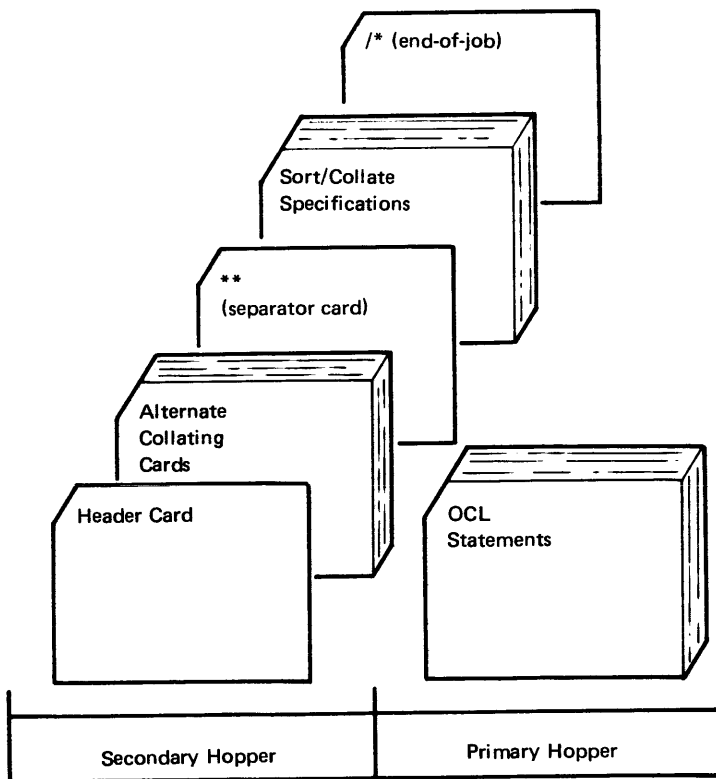 /* (end-of-job)
Sort/Collate
Specifications
**
(separator card)
Alternate
Collating
Cards
Header Card
OCL
Statements
Secondary Hopper
Primary Hopper